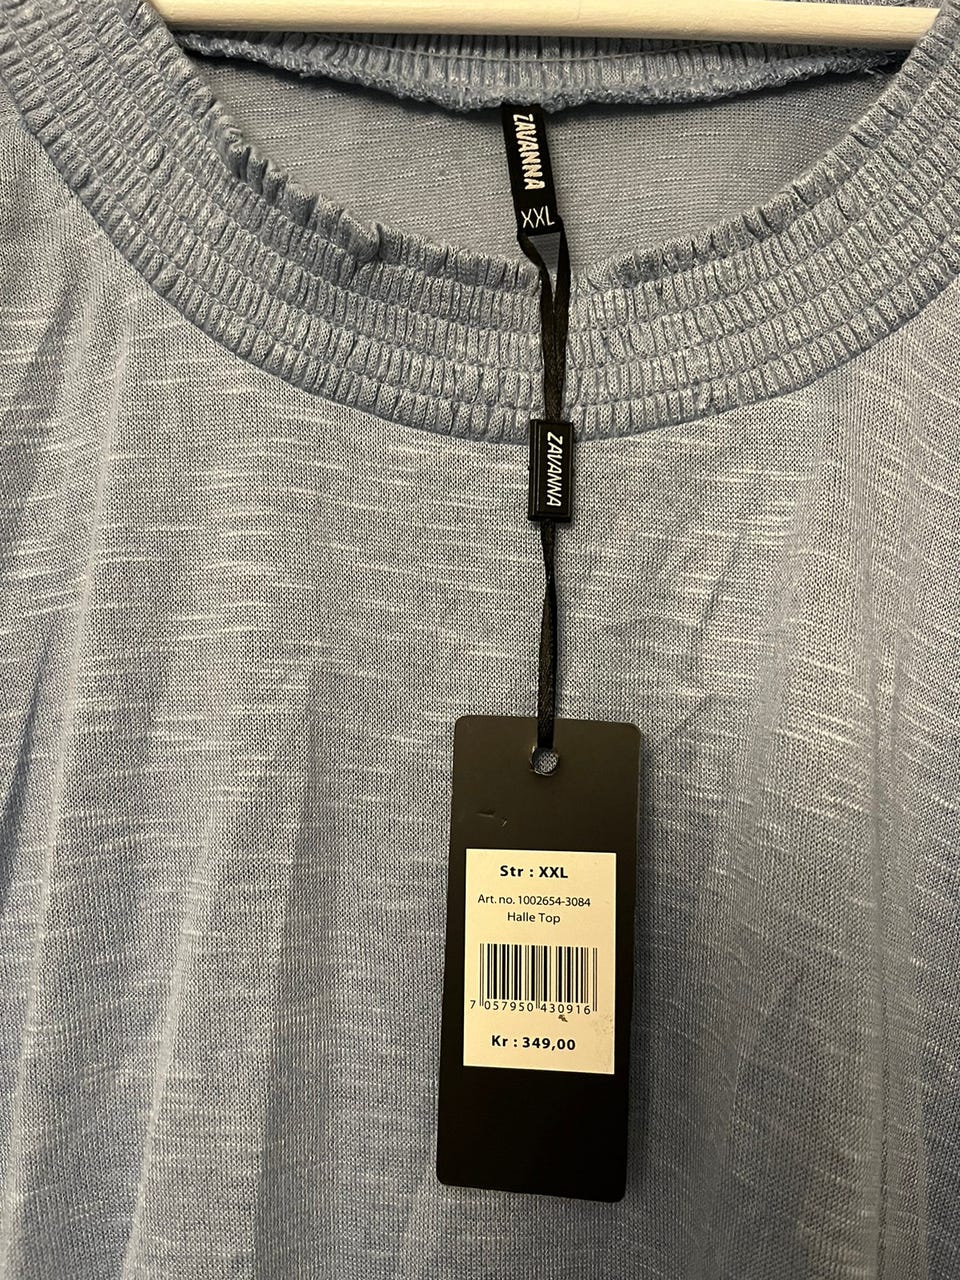 ZAVANNA
XXL
ZAVANNA
Str : XXL
Art. no. 1002654-3084
Halle Top
7 057950 430916
Kr : 349,00